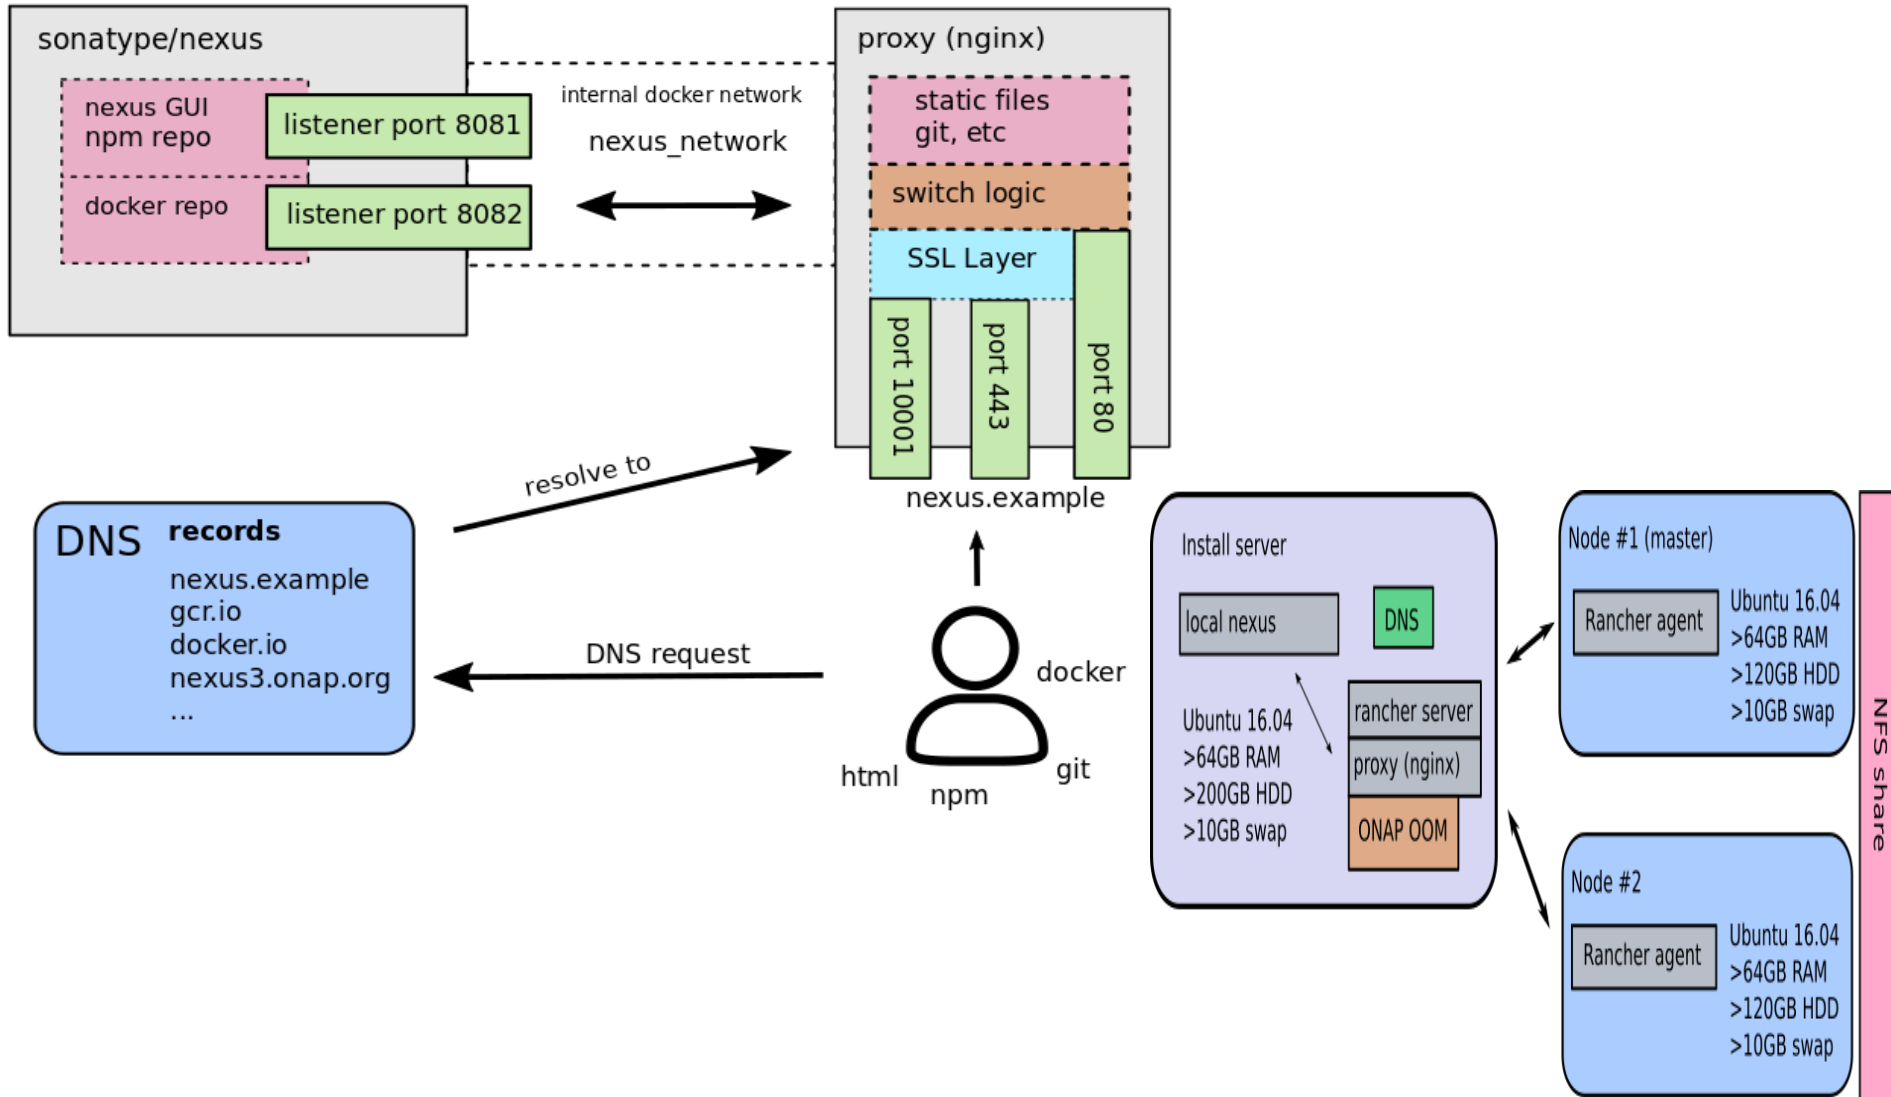 sonatype/nexus
nexus GUI
npm repo
listener port 8081
docker repo
listener port 8082
internal docker network
nexus_network
proxy (nginx)
static files
git, etc
switch logic
SSL Layer
port 10001
port 443
port 80
nexus.example
resolve to
DNS
records
nexus.example
gcr.io
docker.io
nexus3.onap.org
...
DNS request
docker
html
npm
git
Install server
local nexus
DNS
rancher server
proxy (nginx)
ONAP OOM
Ubuntu 16.04
>64GB RAM
>200GB HDD
>10GB swap
Node #1 (master)
Rancher agent
Ubuntu 16.04
>64GB RAM
>120GB HDD
>10GB swap
Node #2
Rancher agent
Ubuntu 16.04
>64GB RAM
>120GB HDD
>10GB swap
NFS share